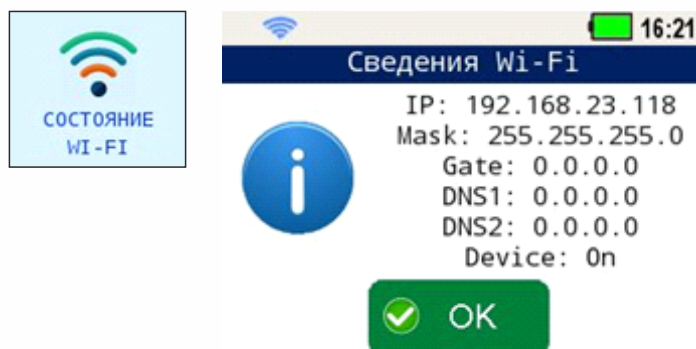 СОСТОЯНИЕ
WI-FI
16:21
Сведения Wi-Fi
IP: 192.168.23.118
Mask: 255.255.255.0
Gate: 0.0.0.0
DNS1: 0.0.0.0
DNS2: 0.0.0.0
Device: On
OK